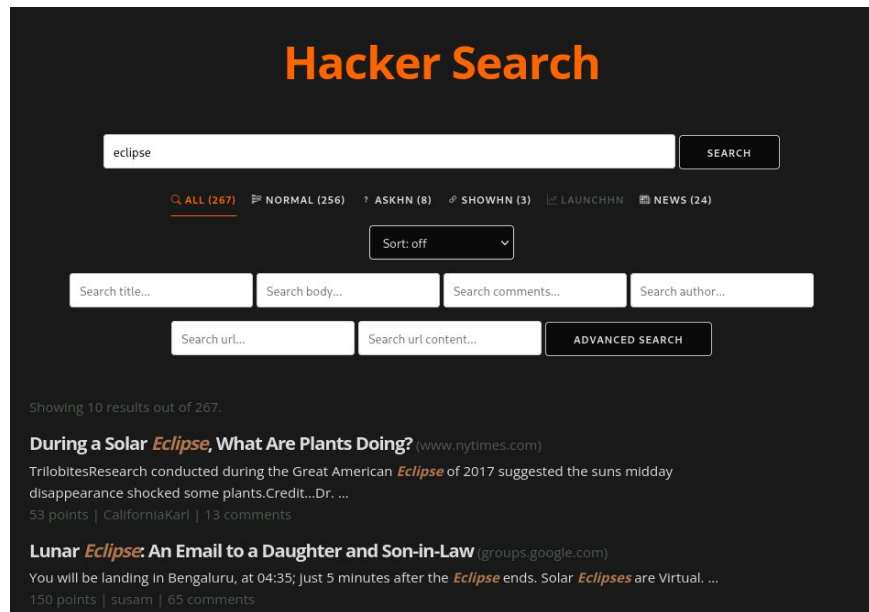 Hacker Search
eclipse SEARCH
ALL (267) NORMAL (256) ? ASKHN (8) SHOWHN (3) LAUNCHHN NEWS (24)
Sort: off
Search title... Search body... Search comments... Search author...
Search url... Search url content... ADVANCED SEARCH
Showing 10 results out of 267.
During a Solar Eclipse, What Are Plants Doing? (www.nytimes.com)
TrilobitesResearch conducted during the Great American Eclipse of 2017 suggested the suns midday
disappearance shocked some plants.Credit...Dr. ...
53 points | CaliforniaKarl | 13 comments
Lunar Eclipse: An Email to a Daughter and Son-in-Law (groups.google.com)
You will be landing in Bengaluru, at 04:35; just 5 minutes after the Eclipse ends. Solar Eclipses are Virtual. ...
150 points | susam | 65 comments